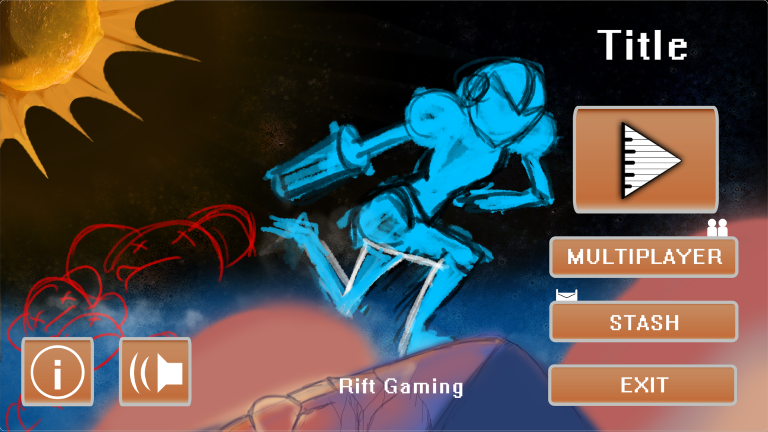 Title
MULTIPLAYER
STASH
Rift Gaming
EXIT
i